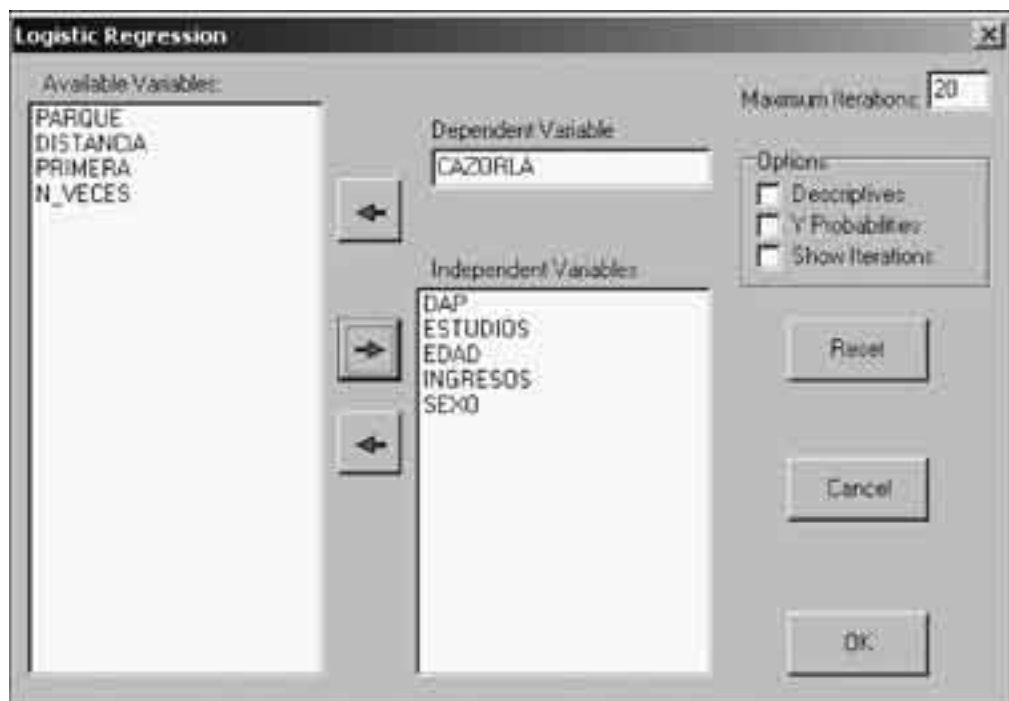 Logistic Regression
Available Variables:
PARQUE
DISTANCIA
PRIMERA
N_VECES
Dependent Variable
CAZORLA
Independent Variables
DAP
ESTUDIOS
EDAD
INGRESOS
SEXO
Maximum Iterations:
20
Options
Descriptives
Y Probabilities
Show Iterations
Reset
Cancel
OK